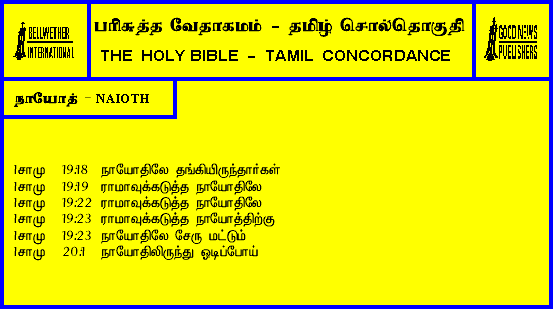 BELLWETHER
INTERNATIONAL
பரிசுத்த வேதாகமம் - தமிழ் சொல்தொகுதி
THE HOLY BIBLE - TAMIL CONCORDANCE
GOOD NEWS
PUBLISHERS
நாயோத் - NAIOTH
1சாமு 19:18 நாயோதிலே தங்கியிருந்தார்கள்
1சாமு 19:19 ராமாவுக்கடுத்த நாயோதிலே
1சாமு 19:22 ராமாவுக்கடுத்த நாயோதிலே
1சாமு 19:23 ராமாவுக்கடுத்த நாயோத்திற்கு
1சாமு 19:23 நாயோதிலே சேரு மட்டும்
1சாமு 20:1 நாயோதிலிருந்து ஓடிப்போய்